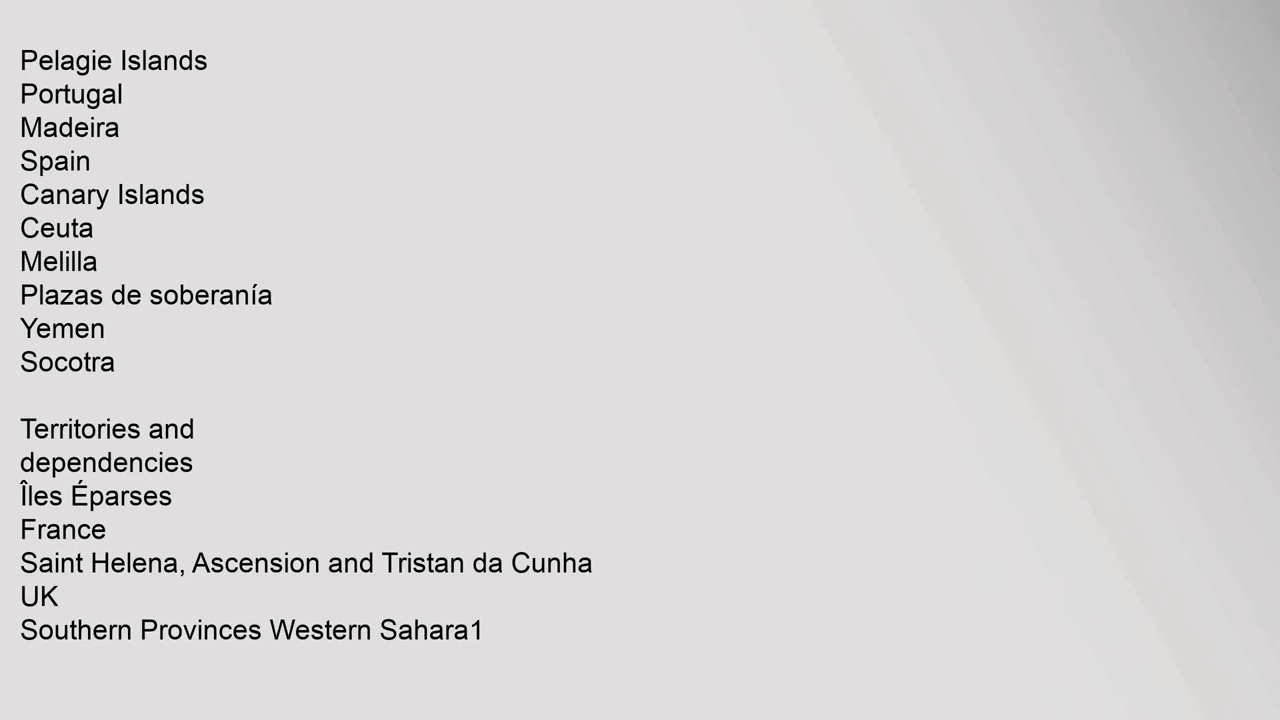 Pelagie Islands
Portugal
Madeira
Spain
Canary Islands
Ceuta
Melilla
Plazas de soberanía
Yemen
Socotra
Territories and
dependencies
Îles Éparses
France
Saint Helena, Ascension and Tristan da Cunha
UK
Southern Provinces Western Sahara1